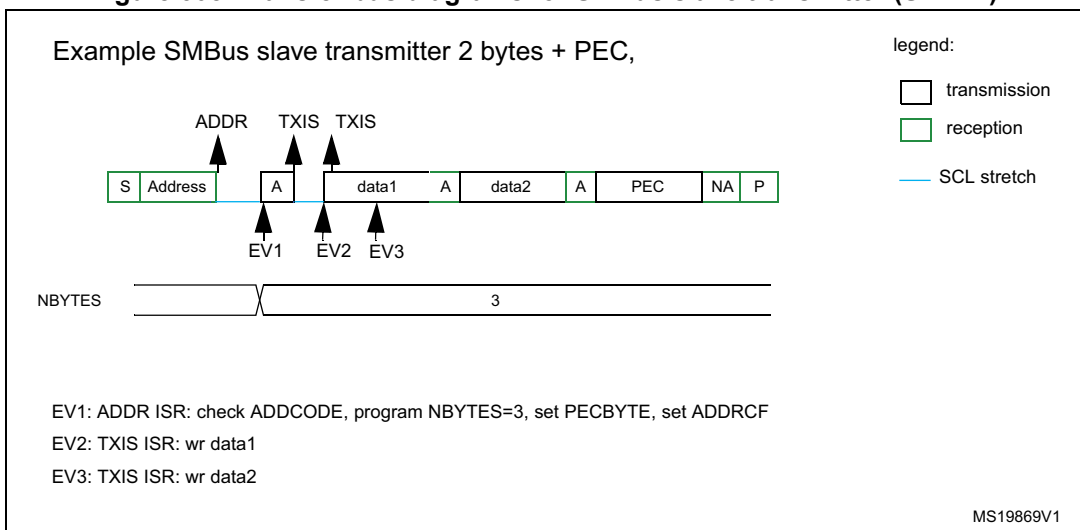 Example SMBus slave transmitter 2 bytes + PEC,
legend:
transmission
reception
SCL stretch
ADDR TXIS TXIS
S Address A data1 A data2 A PEC NA P
EV1 EV2 EV3
NBYTES 3
EV1: ADDR ISR: check ADDCODE, program NBYTES=3, set PECBYTE, set ADDRCF
EV2: TXIS ISR: wr data1
EV3: TXIS ISR: wr data2
MS19869V1